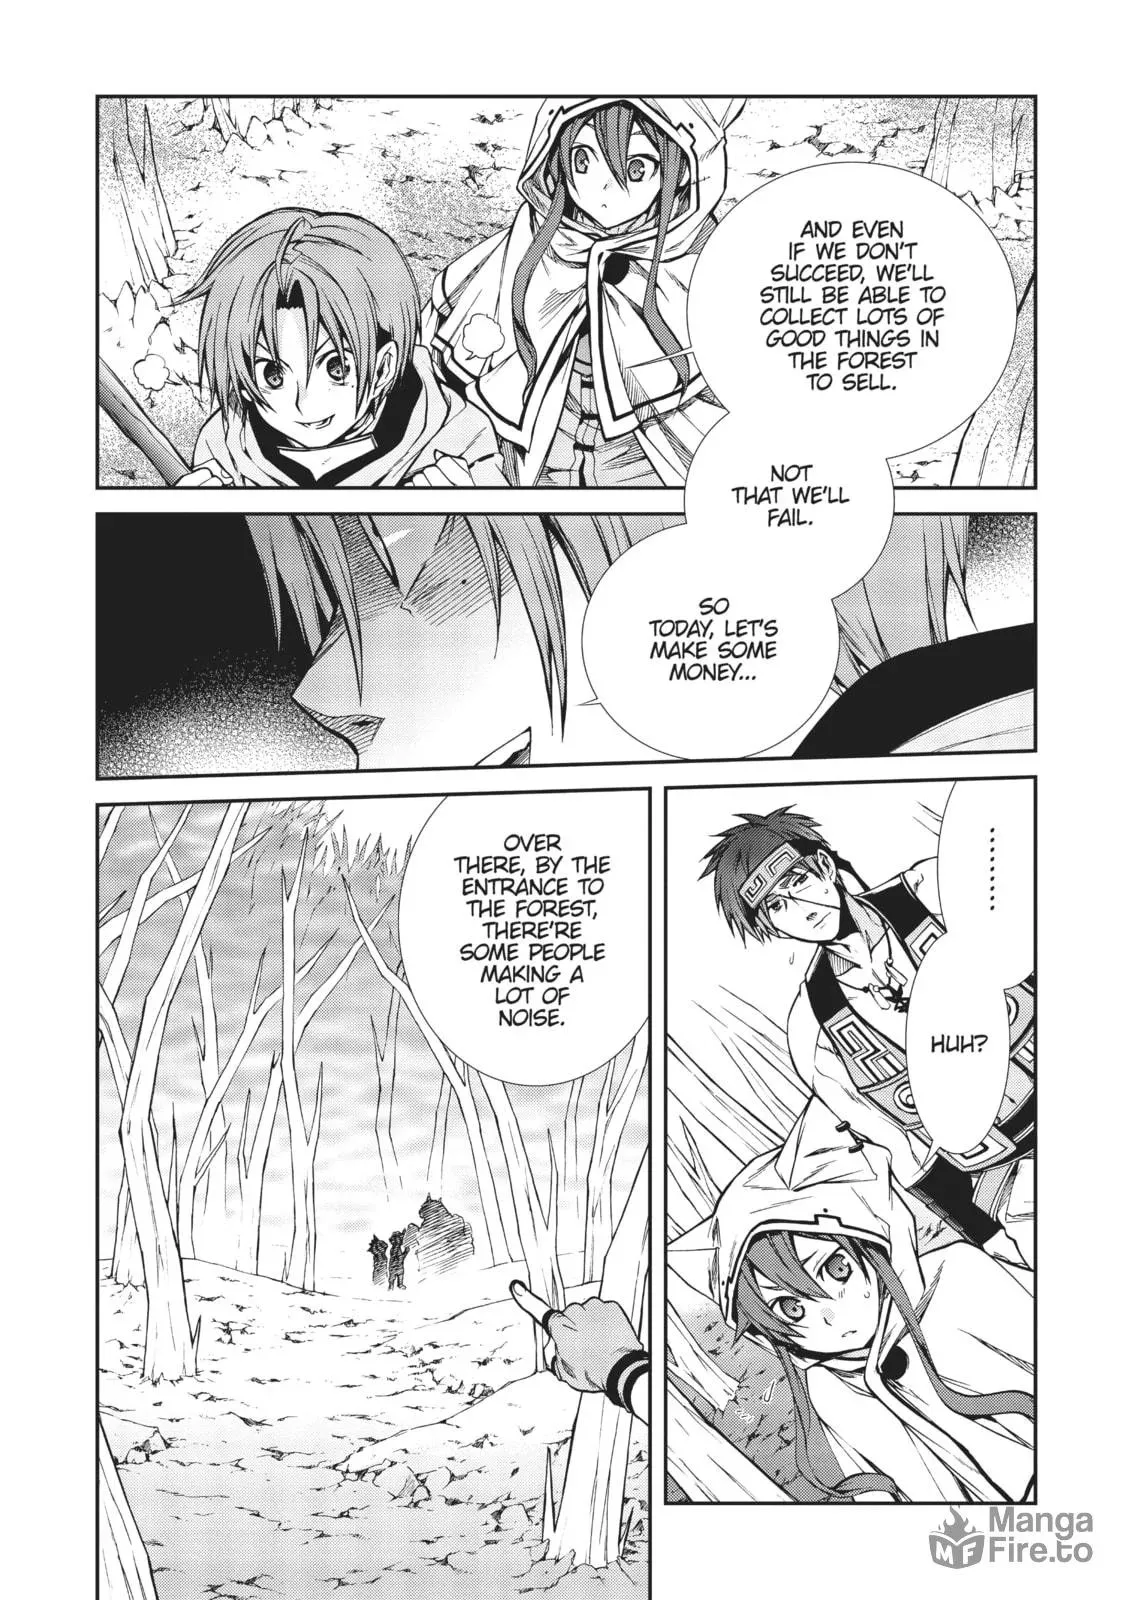 AND EVEN
IF WE DON'T
SUCCEED, WE'LL
STILL BE ABLE TO
COLLECT LOTS OF
GOOD THINGS IN
THE FOREST
TO SELL.
NOT
THAT WE'LL
FAIL.
SO
TODAY, LET'S
MAKE SOME
MONEY...
.........
HUH?
OVER
THERE, BY THE
ENTRANCE TO
THE FOREST,
THERE'RE
SOME PEOPLE
MAKING A
LOT OF
NOISE.
MF
Manga
Fire.to